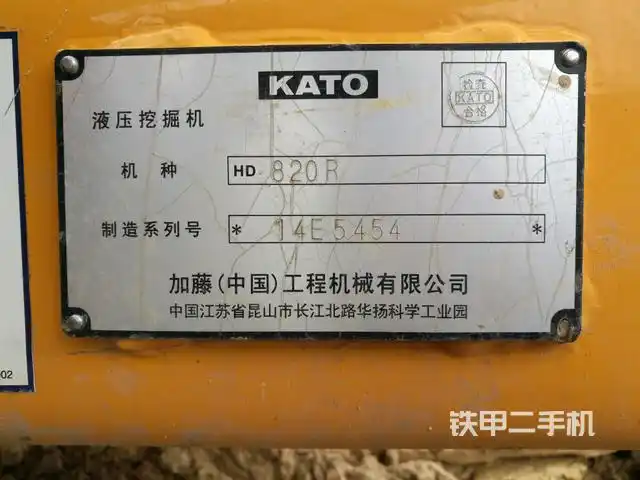 KATO
检查
KATO
合格
液压挖掘机
机种 HD 820R
制造系列号 * 14E5454 *
加藤(中国)工程机械有限公司
中国江苏省昆山市长江北路华扬科学工业园
002
铁甲二手机